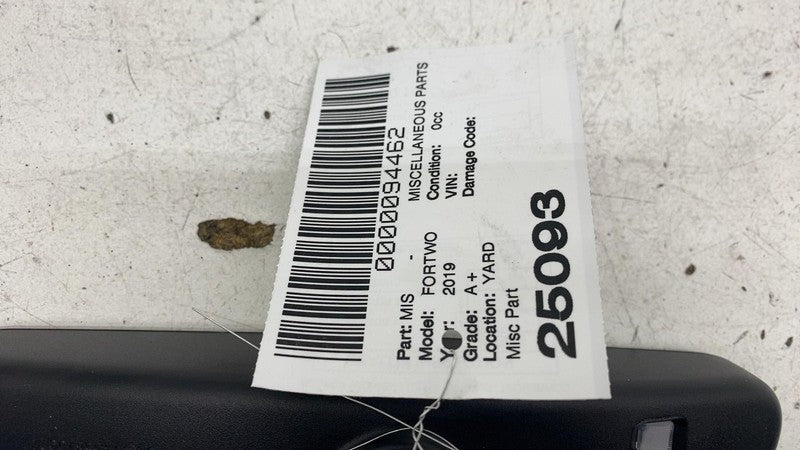 0000094462
Part: MIS - MISCELLANEOUS PARTS
Model: FORTWO Condition: 0cc
Year: 2019 VIN:
Grade: A+ Damage Code:
Location: YARD
Misc Part
25093